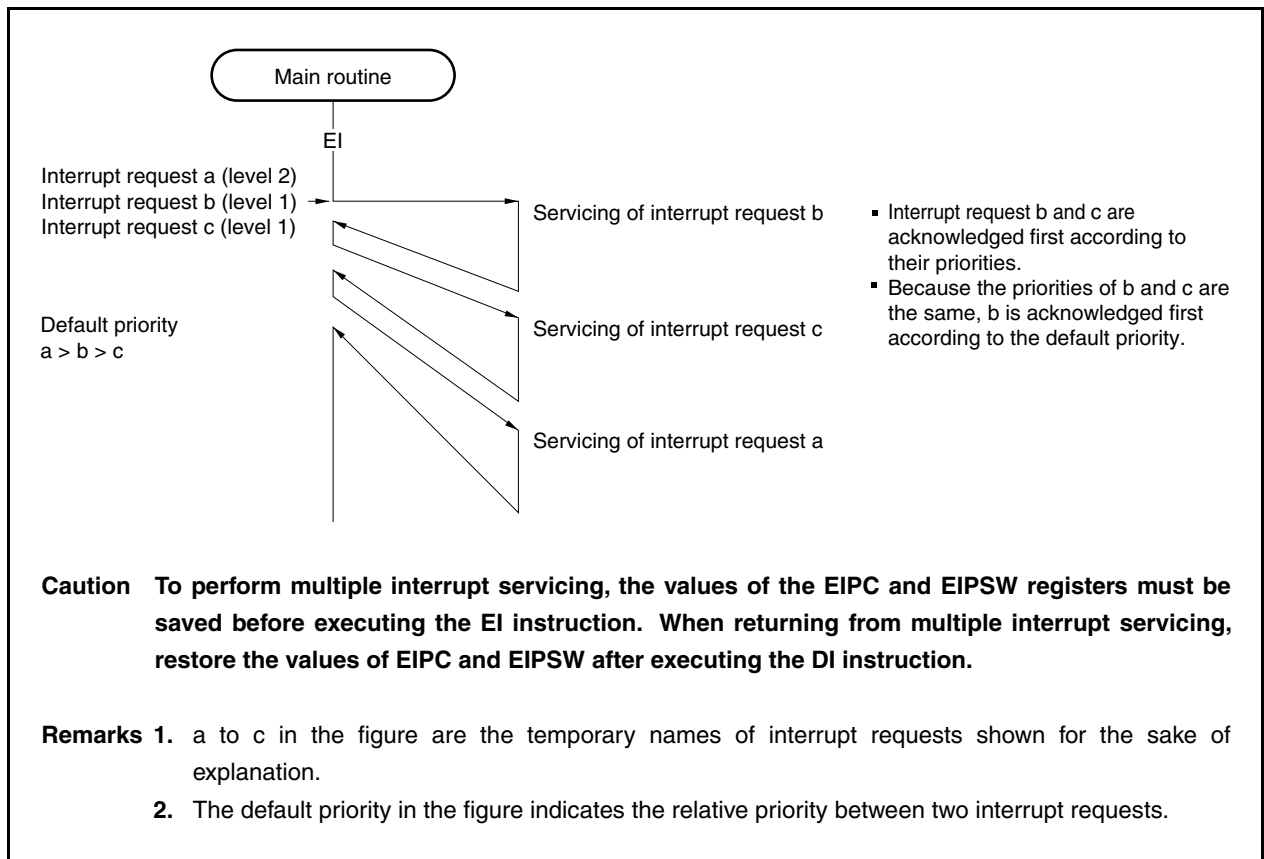 Main routine
EI
Interrupt request a (level 2)
Interrupt request b (level 1)
Interrupt request c (level 1)
Servicing of interrupt request b
▪ Interrupt request b and c are
acknowledged first according to
their priorities.
▪ Because the priorities of b and c are
the same, b is acknowledged first
according to the default priority.
Default priority
a > b > c
Servicing of interrupt request c
Servicing of interrupt request a
Caution To perform multiple interrupt servicing, the values of the EIPC and EIPSW registers must be
saved before executing the EI instruction. When returning from multiple interrupt servicing,
restore the values of EIPC and EIPSW after executing the DI instruction.
Remarks 1. a to c in the figure are the temporary names of interrupt requests shown for the sake of
explanation.
2. The default priority in the figure indicates the relative priority between two interrupt requests.